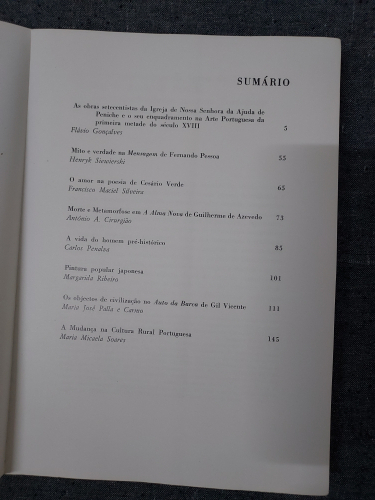 SUMÁRIO
As obras setecentistas da Igreja de Nossa Senhora da Ajuda de
Peniche e o seu enquadramento na Arte Portuguesa da
primeira metade do século XVIII 5
Flávio Gonçalves
Mito e verdade na Mensagem de Fernando Pessoa 55
Henryk Siewierski
O amor na poesia de Cesário Verde 65
Francisco Maciel Silveira
Morte e Metamorfose em A Alma Nova de Guilherme de Azevedo 73
António A. Cirurgião
A vida do homem pré-histórico 85
Carlos Penalva
Pintura popular japonesa 101
Margarida Ribeiro
Os objectos de civilização no Auto da Barca de Gil Vicente 111
Maria José Palla e Carmo
A Mudança na Cultura Rural Portuguesa 145
Maria Micaela Soares